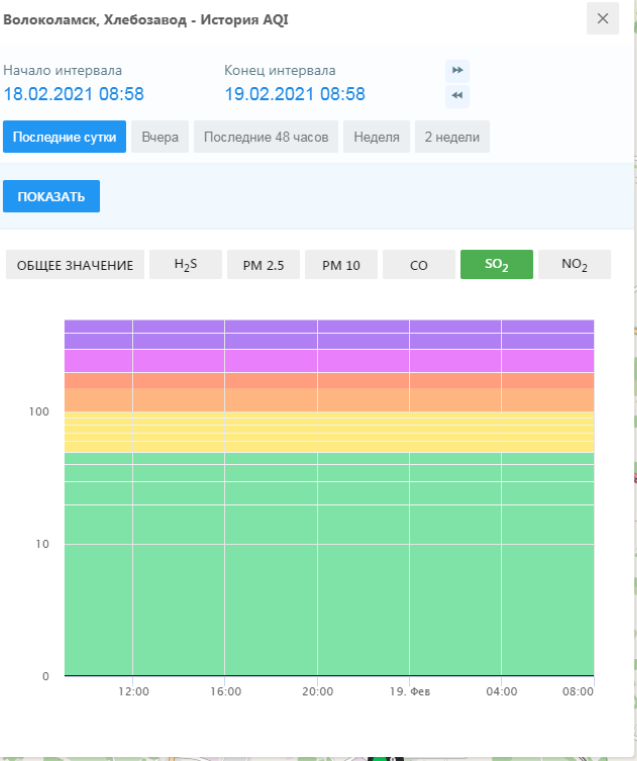 Волоколамск, Хлебозавод - История AQI
Начало интервала Конец интервала
18.02.2021 08:58 19.02.2021 08:58
Последние сутки Вчера Последние 48 часов Неделя 2 недели
ПОКАЗАТЬ
ОБЩЕЕ ЗНАЧЕНИЕ H₂S PM 2.5 PM 10 CO SO₂ NO₂
100
10
0
12:00 16:00 20:00 19. Фев 04:00 08:00